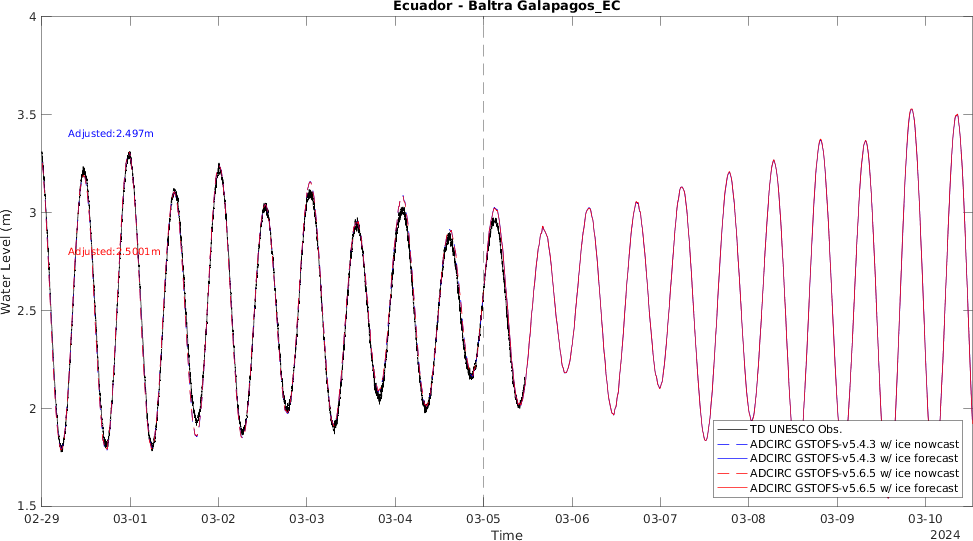 Ecuador - Baltra Galapagos_EC
4
3.5
3
2.5
2
1.5
Water Level (m)
Adjusted:2.497m
Adjusted:2.5001m
TD UNESCO Obs.
ADCIRC GSTOFS-v5.4.3 w/ ice nowcast
ADCIRC GSTOFS-v5.4.3 w/ ice forecast
ADCIRC GSTOFS-v5.6.5 w/ ice nowcast
ADCIRC GSTOFS-v5.6.5 w/ ice forecast
02-29 03-01 03-02 03-03 03-04 03-05 03-06 03-07 03-08 03-09 03-10
Time
2024